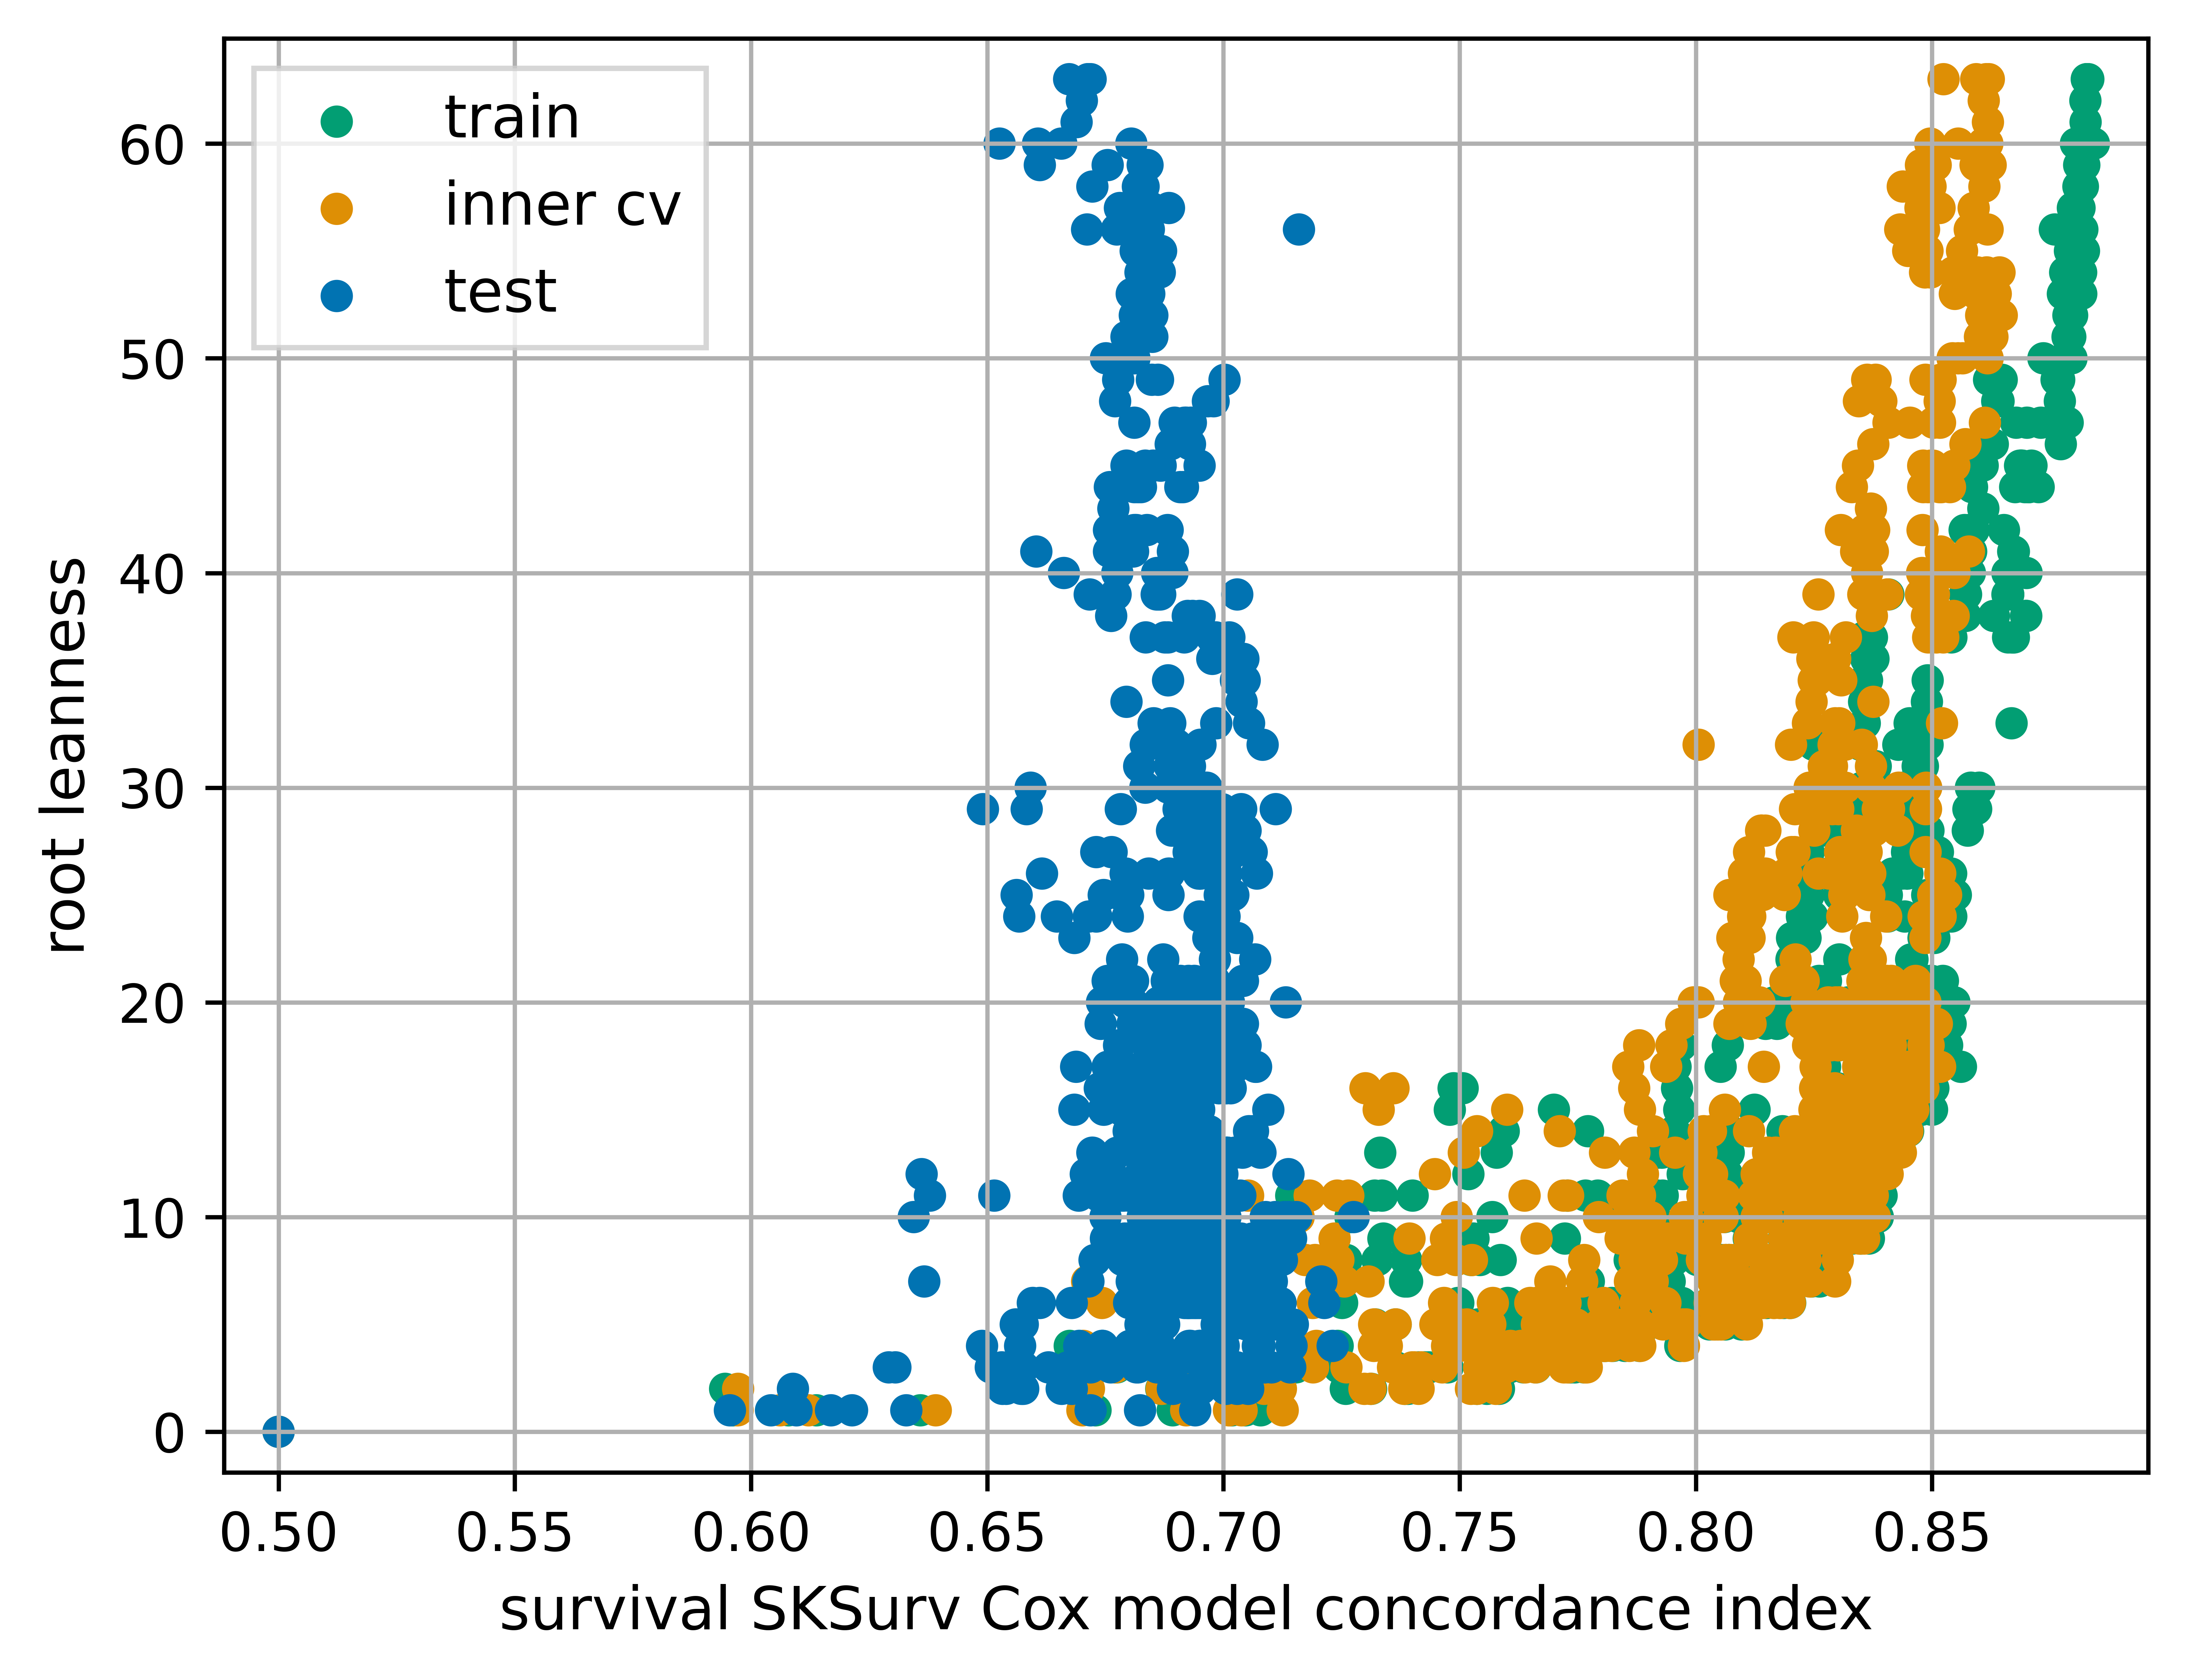 train
inner cv
test
60
50
40
30
20
10
0
root leanness
0.50 0.55 0.60 0.65 0.70 0.75 0.80 0.85
survival SKSurv Cox model concordance index